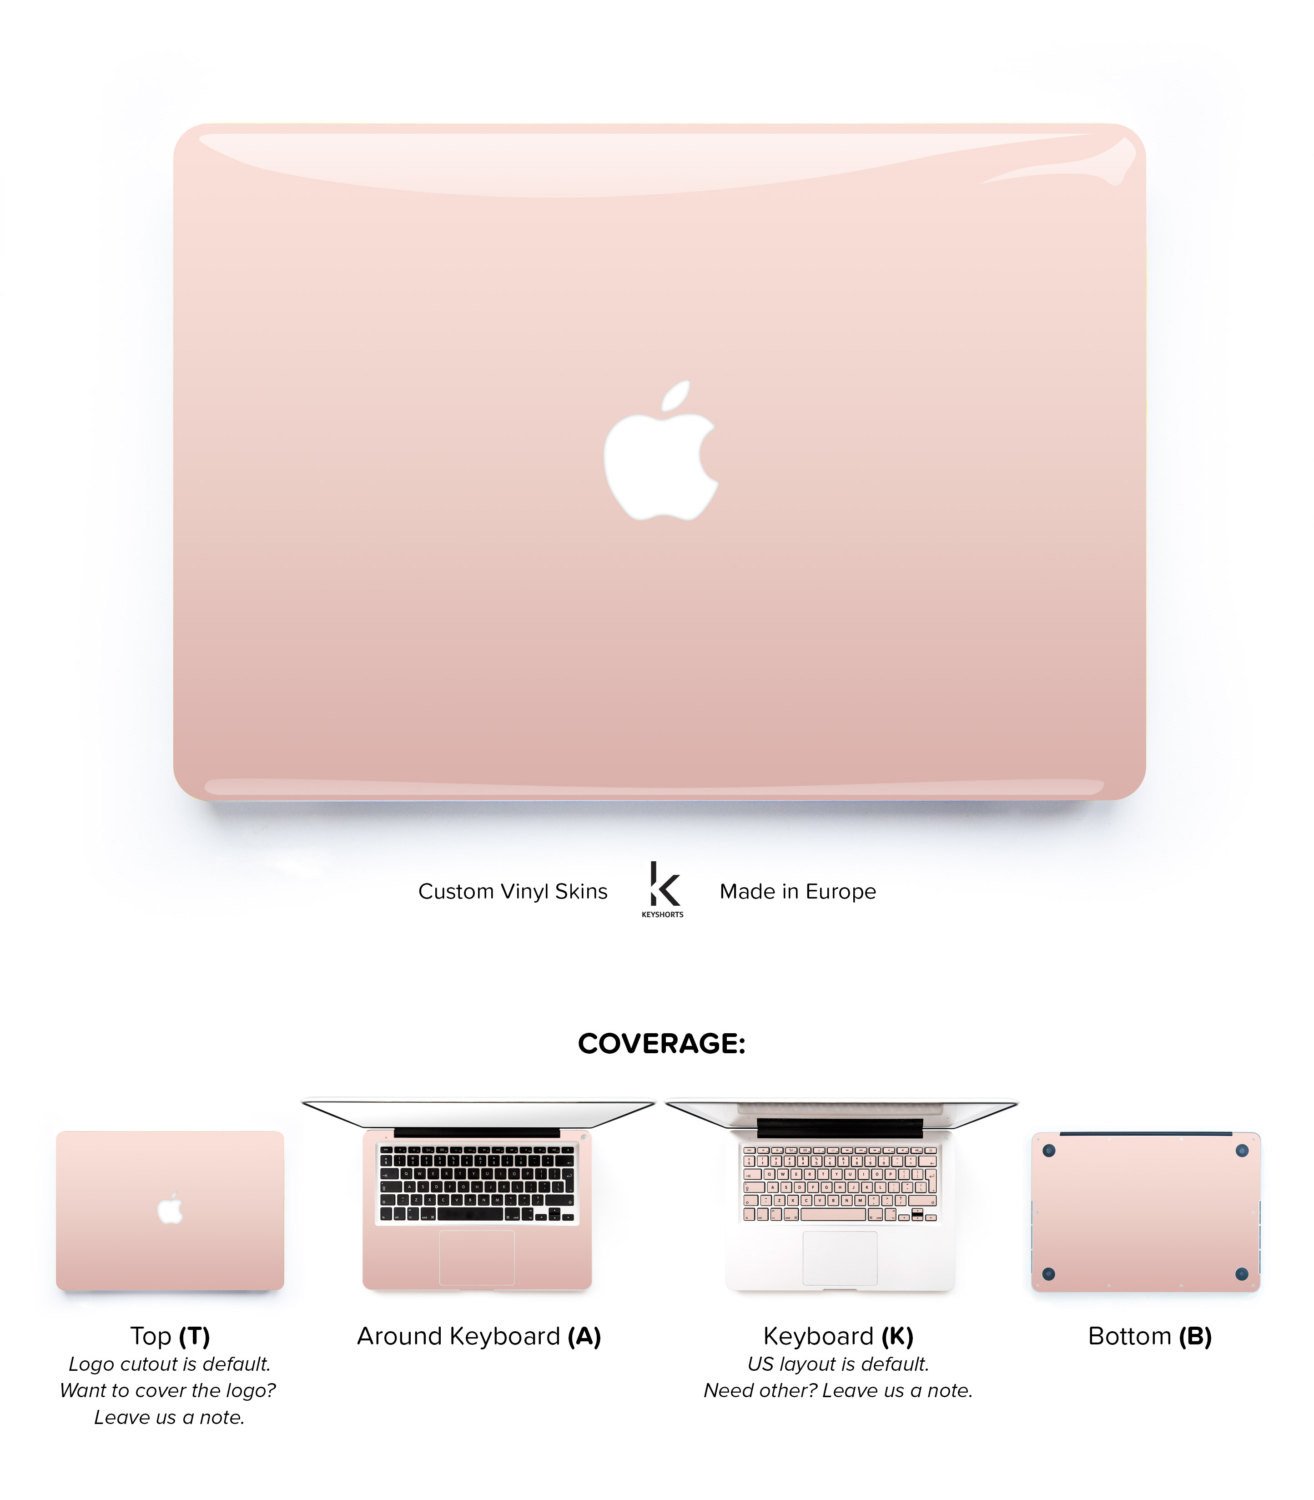 Custom Vinyl Skins
KEYSHORTS
Made in Europe
COVERAGE:
Top (T)
Logo cutout is default.
Want to cover the logo?
Leave us a note.
Around Keyboard (A)
Keyboard (K)
US layout is default.
Need other? Leave us a note.
Bottom (B)